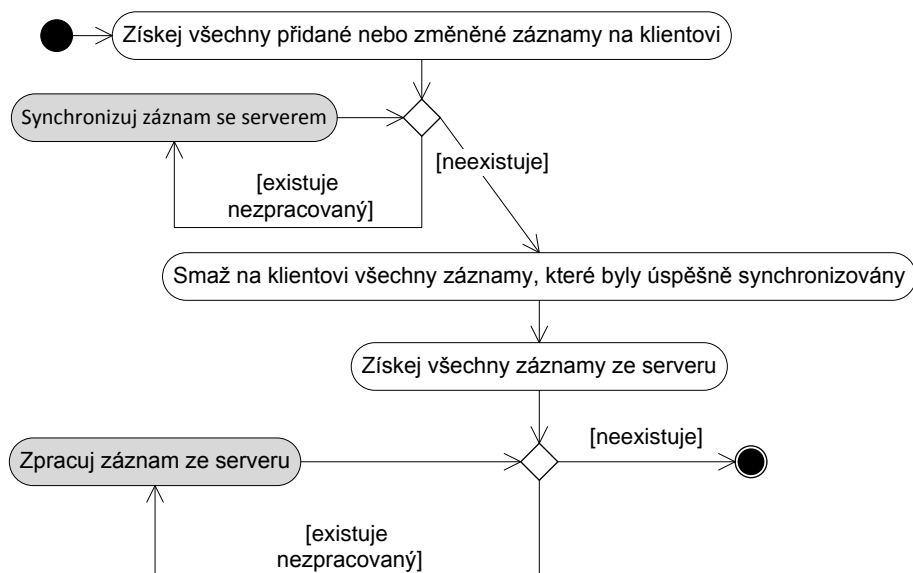 Získej všechny přidané nebo změněné záznamy na klientovi
Synchronizuj záznam se serverem
[neexistuje]
[existuje
nezpracovaný]
Smaž na klientovi všechny záznamy, které byly úspěšně synchronizovány
Získej všechny záznamy ze serveru
[neexistuje]
Zpracuj záznam ze serveru
[existuje
nezpracovaný]